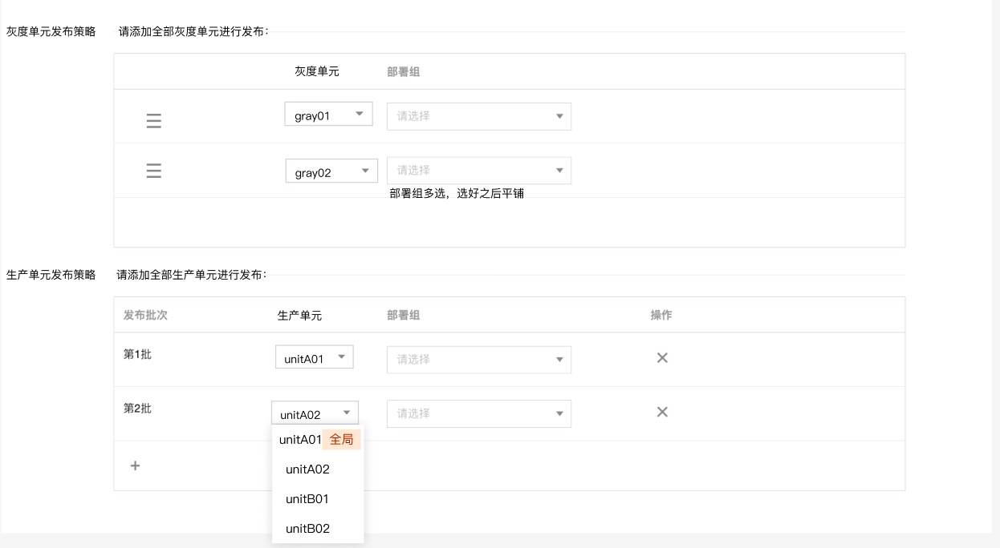 灰度单元发布策略 请添加全部灰度单元进行发布：
灰度单元 部署组
gray01 请选择
gray02 请选择
部署组多选，选好之后平铺
生产单元发布策略 请添加全部生产单元进行发布：
发布批次 生产单元 部署组 操作
第1批 unitA01 请选择
第2批 unitA02 请选择
unitA01 全局
unitA02
unitB01
unitB02